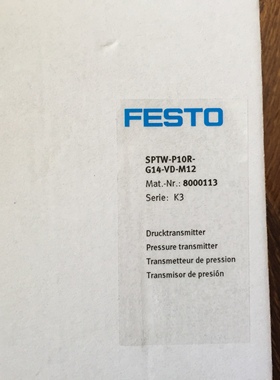 FESTO
SPTW-P10R-
G14-VD-M12
Mat.-Nr.: 8000113
Serie: K3
Drucktransmitter
Pressure transmitter
Transmetteur de pression
Transmisor de presión